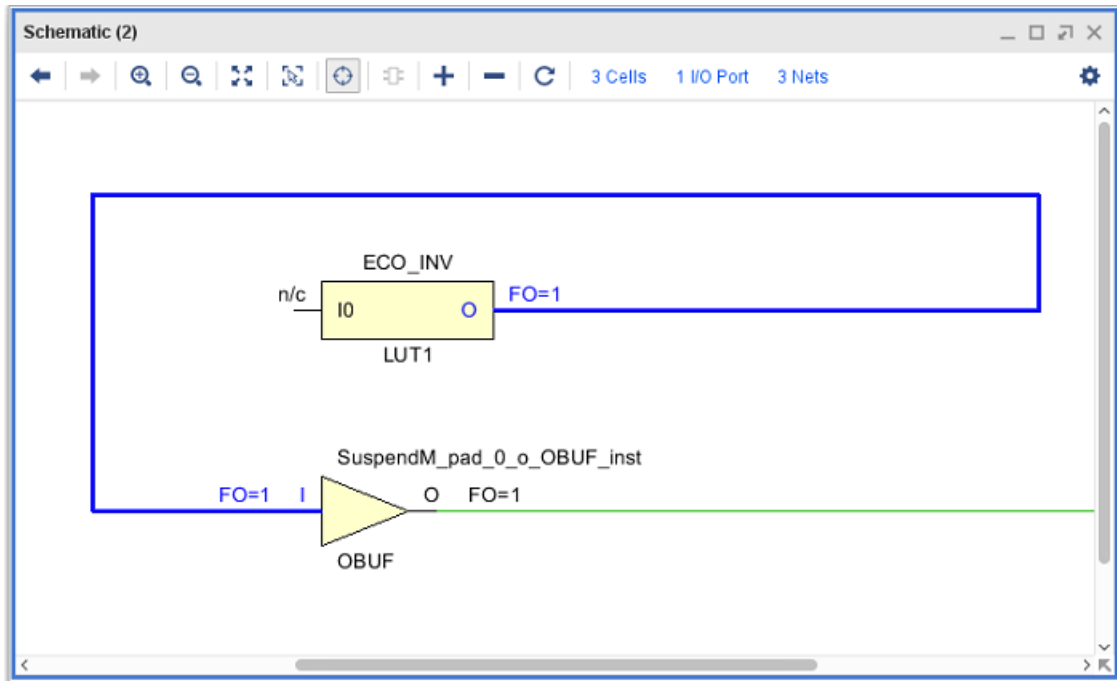 Schematic (2)
3 Cells 1 I/O Port 3 Nets
ECO_INV
n/c I0 O FO=1
LUT1
SuspendM_pad_0_o_OBUF_inst
FO=1 I O FO=1
OBUF